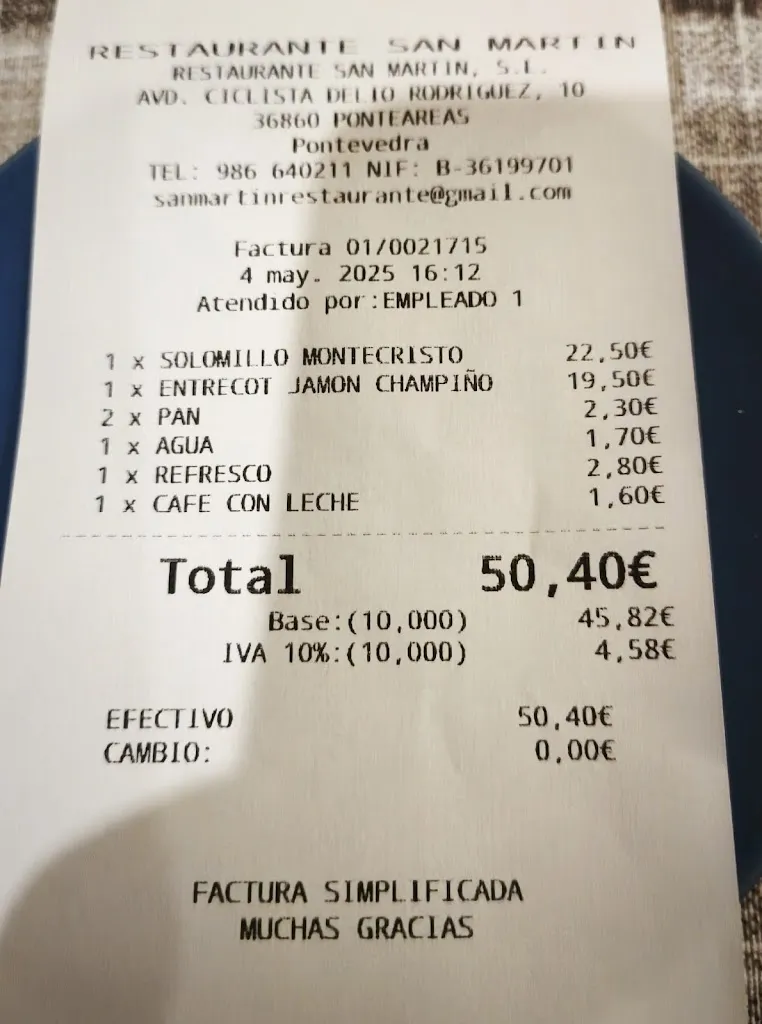 RESTAURANTE SAN MARTIN
RESTAURANTE SAN MARTIN, S.L.
AVD. CICLISTA DELIO RODRIGUEZ, 10
36860 PONTEAREAS
Pontevedra
TEL: 986 640211 NIF: B-36199701
sanmartinrestaurante@gmail.com
Factura 01/0021715
4 may. 2025 16:12
Atendido por:EMPLEADO 1
1 x SOLOMILLO MONTECRISTO 22,50€
1 x ENTRECOT JAMON CHAMPIÑO 19,50€
2 x PAN 2,30€
1 x AGUA 1,70€
1 x REFRESCO 2,80€
1 x CAFE CON LECHE 1,60€
Total 50,40€
Base:(10,000) 45,82€
IVA 10%:(10,000) 4,58€
EFECTIVO 50,40€
CAMBIO: 0,00€
FACTURA SIMPLIFICADA
MUCHAS GRACIAS